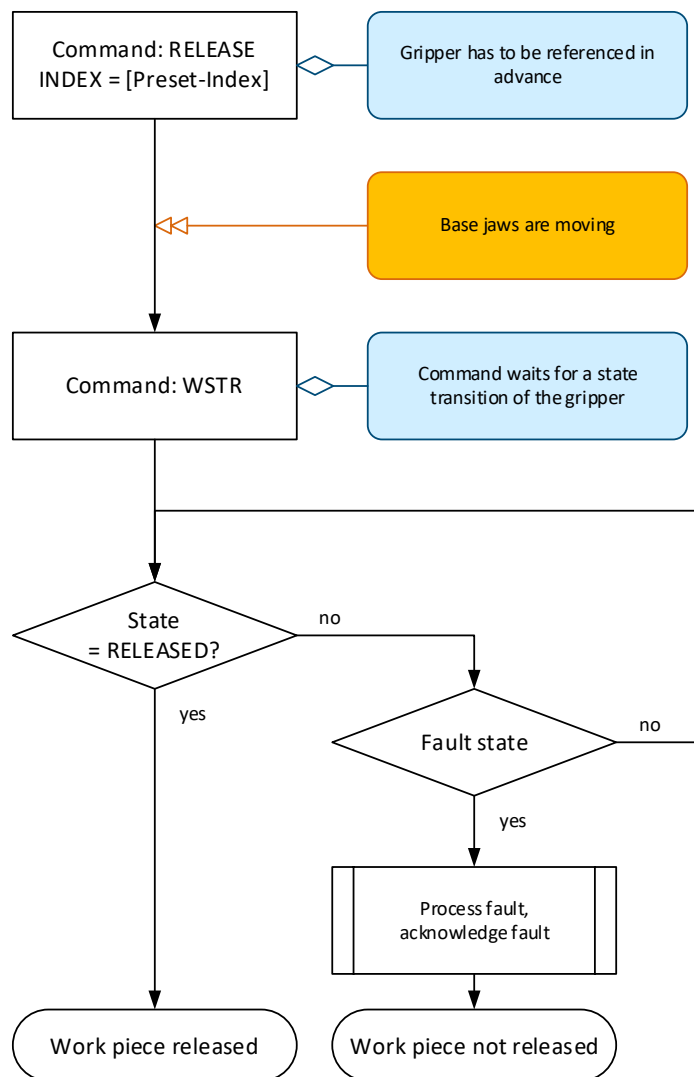 Command: RELEASE
INDEX = [Preset-Index]
Gripper has to be referenced in
advance
Base jaws are moving
Command: WSTR
Command waits for a state
transition of the gripper
State
= RELEASED?
no
yes
Fault state
no
yes
Process fault,
acknowledge fault
Work piece released
Work piece not released